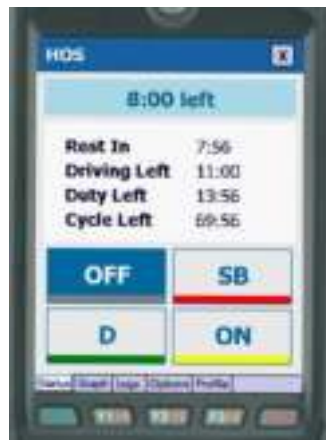 HOS X
8:00 left
Rest In 7:56
Driving Left 11:00
Duty Left 13:56
Cycle Left 69:56
OFF SB
D ON
Status Graph Logs Options Profile